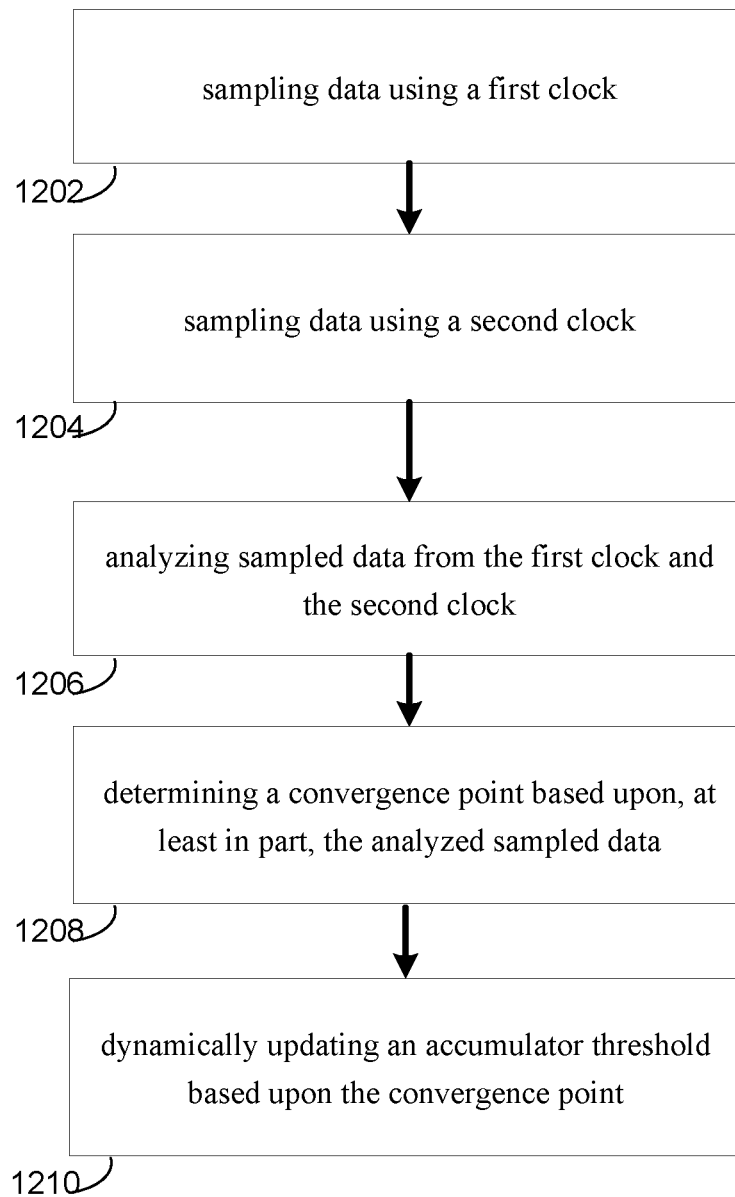 sampling data using a first clock
1202
sampling data using a second clock
1204
analyzing sampled data from the first clock and
the second clock
1206
determining a convergence point based upon, at
least in part, the analyzed sampled data
1208
dynamically updating an accumulator threshold
based upon the convergence point
1210